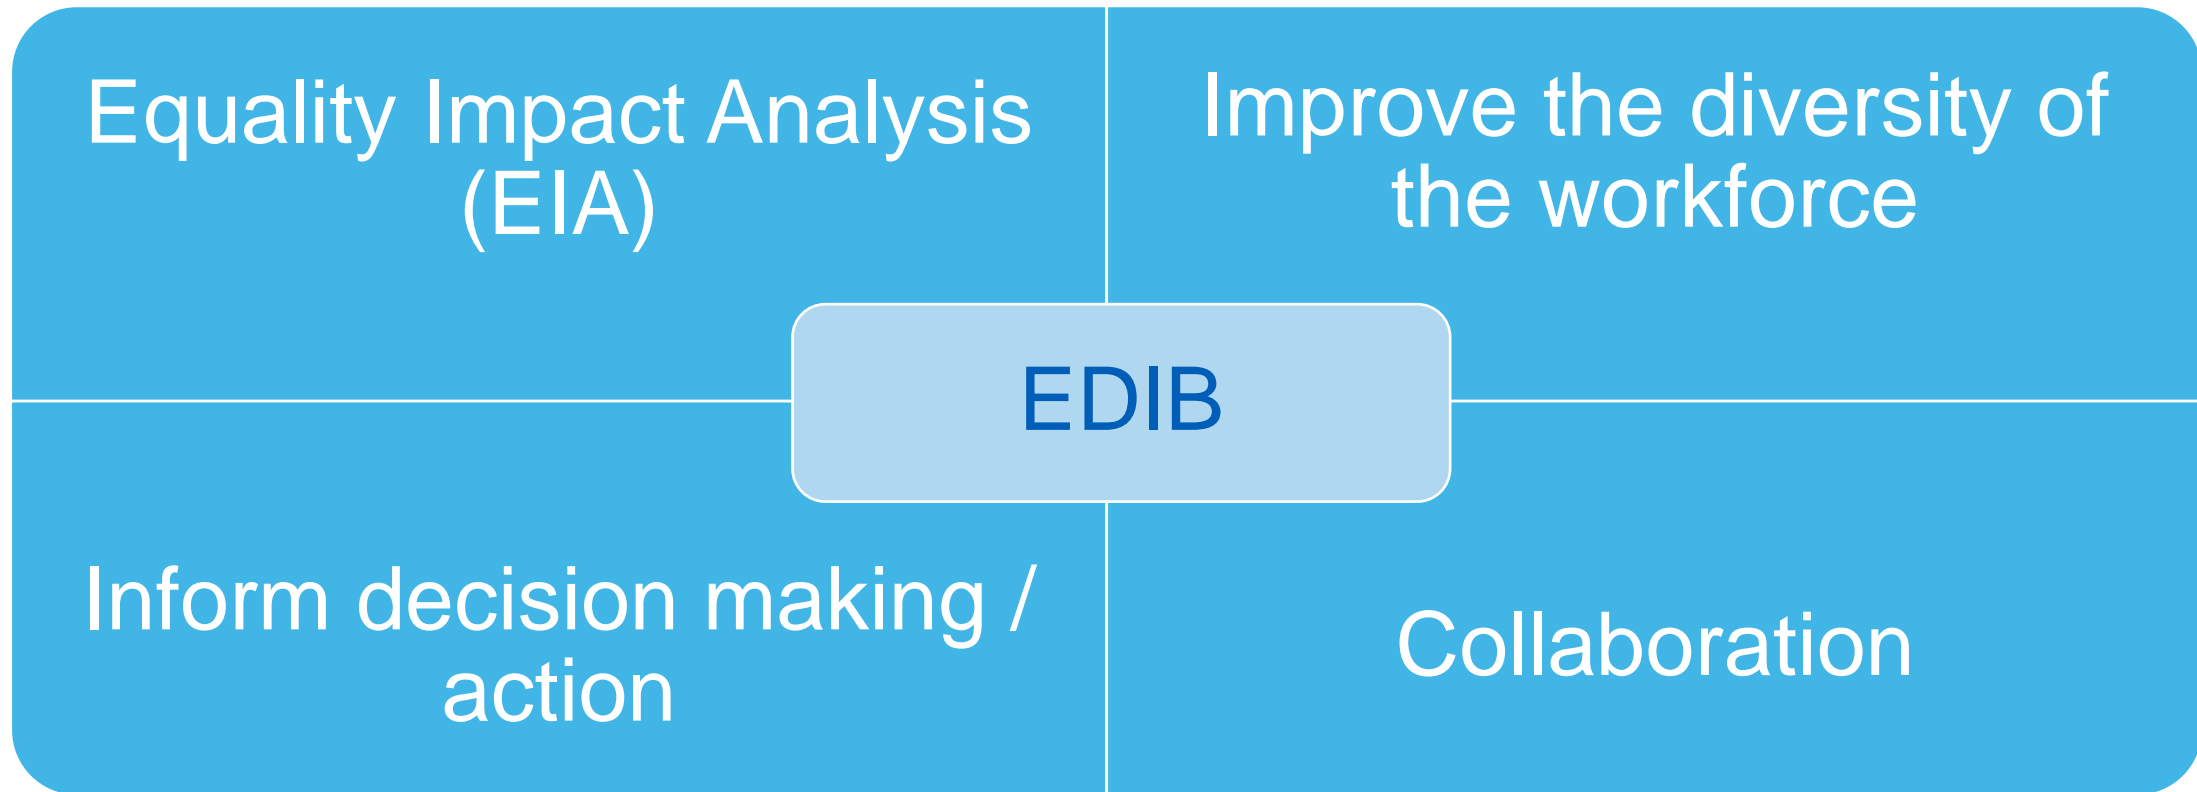 Equality Impact Analysis
(EIA)
Improve the diversity of
the workforce
EDIB
Inform decision making /
action
Collaboration